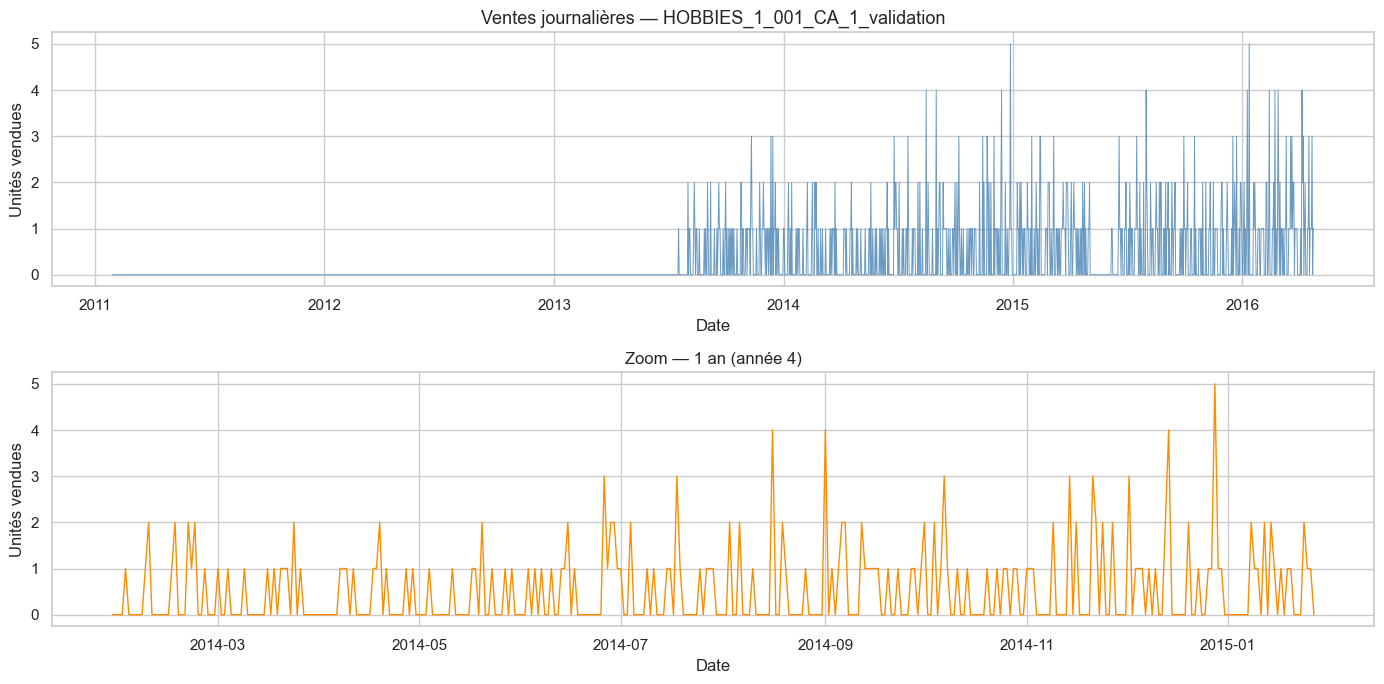 Ventes journalières — HOBBIES_1_001_CA_1_validation
Unités vendues
5
4
3
2
1
0
2011 2012 2013 2014 2015 2016
Date
Zoom — 1 an (année 4)
Unités vendues
5
4
3
2
1
0
2014-03 2014-05 2014-07 2014-09 2014-11 2015-01
Date